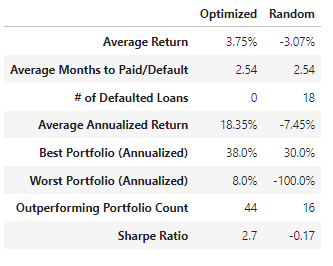 Optimized Random
Average Return 3.75% -3.07%
Average Months to Paid/Default 2.54 2.54
# of Defaulted Loans 0 18
Average Annualized Return 18.35% -7.45%
Best Portfolio (Annualized) 38.0% 30.0%
Worst Portfolio (Annualized) 8.0% -100.0%
Outperforming Portfolio Count 44 16
Sharpe Ratio 2.7 -0.17